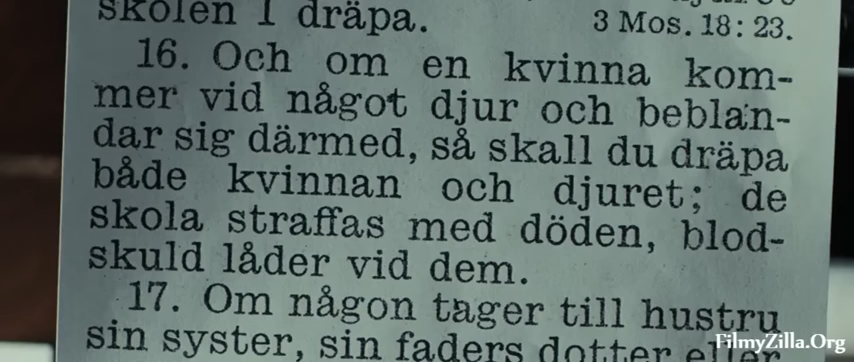 skolen I dräpa.
3 Mos. 18: 23.
16. Och om en kvinna kom-
mer vid något djur och beblan-
dar sig därmed, så skall du dräpa
både kvinnan och djuret; de
skola straffas med döden, blod-
skuld låder vid dem.
17. Om någon tager till hustru
sin syster, sin faders dotter eller
FilmyZilla.Org